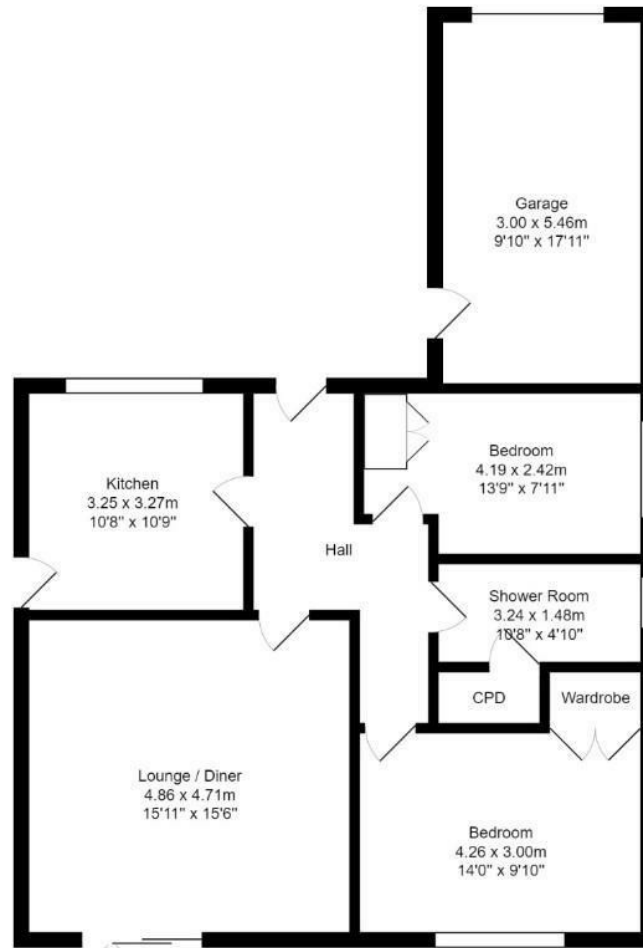 Garage
3.00 x 5.46m
9'10" x 17'11"
Kitchen
3.25 x 3.27m
10'8" x 10'9"
Bedroom
4.19 x 2.42m
13'9" x 7'11"
Hall
Shower Room
3.24 x 1.48m
10'8" x 4'10"
CPD
Wardrobe
Lounge / Diner
4.86 x 4.71m
15'11" x 15'6"
Bedroom
4.26 x 3.00m
14'0" x 9'10"